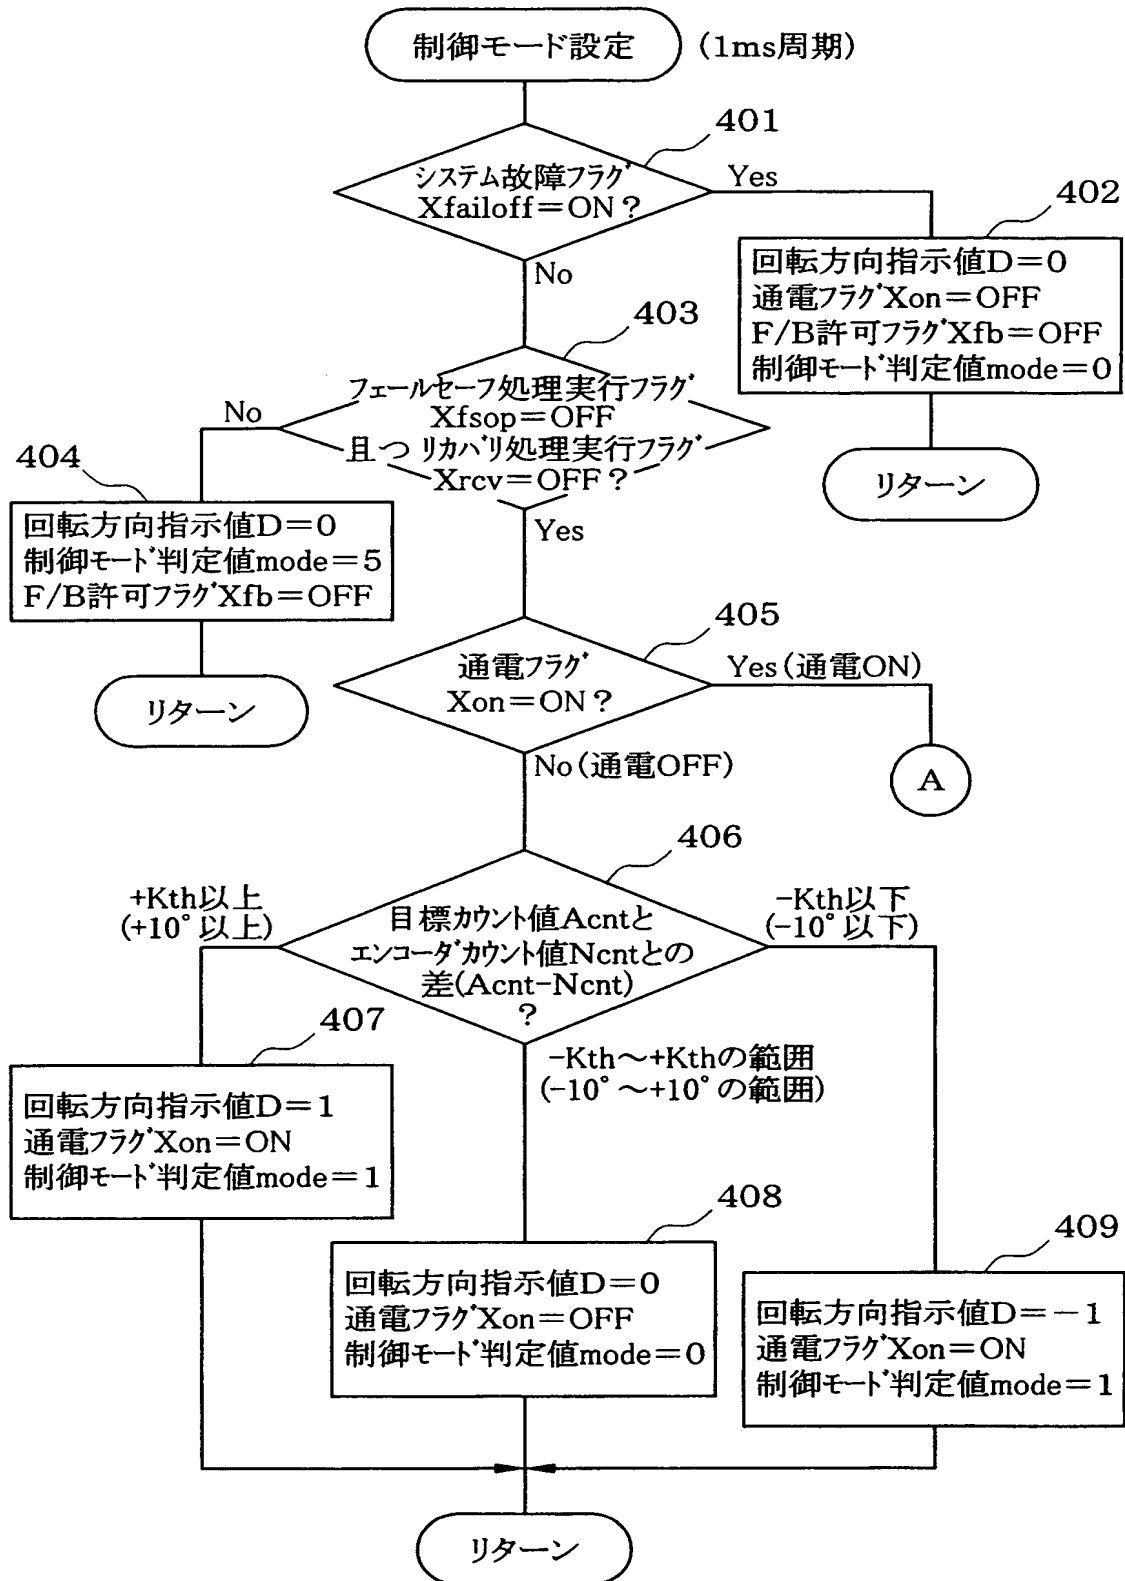 制御モード設定 (1ms周期)
401
システム故障フラグ
Xfailoff=ON?
Yes
No
402
回転方向指示値D=0
通電フラグXon=OFF
F/B許可フラグXfb=OFF
制御モード判定値mode=0
リターン
403
フェールセーフ処理実行フラグ
Xfsop=OFF
且つ リカバリ処理実行フラグ
Xrcv=OFF?
No
Yes
404
回転方向指示値D=0
制御モード判定値mode=5
F/B許可フラグXfb=OFF
リターン
405
通電フラグ
Xon=ON?
Yes(通電ON)
A
No(通電OFF)
406
目標カウント値Acntと
エンコーダカウント値Ncntとの
差(Acnt-Ncnt)
?
+Kth以上
(+10°以上)
-Kth以下
(-10°以下)
-Kth~+Kthの範囲
(-10°~+10°の範囲)
407
回転方向指示値D=1
通電フラグXon=ON
制御モード判定値mode=1
408
回転方向指示値D=0
通電フラグXon=OFF
制御モード判定値mode=0
409
回転方向指示値D=-1
通電フラグXon=ON
制御モード判定値mode=1
リターン